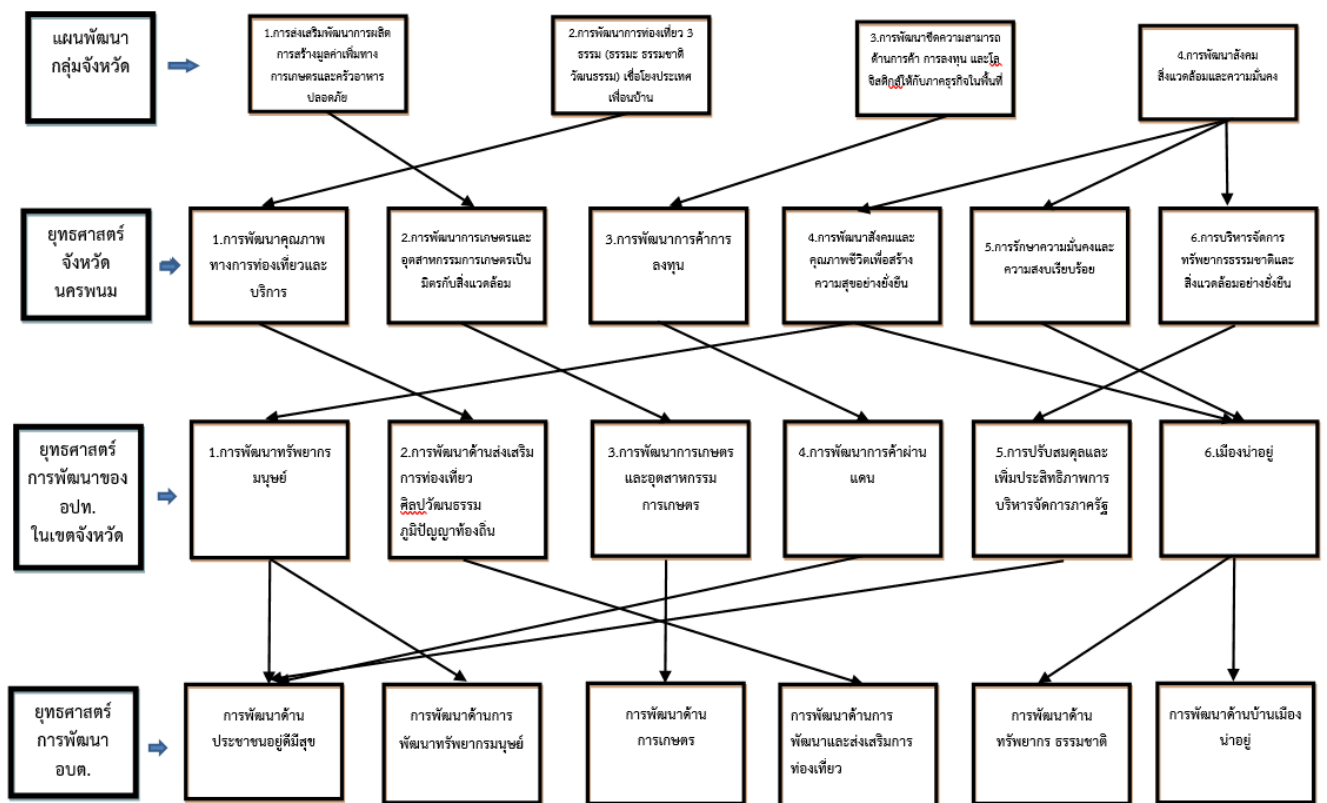 แผนพัฒนา
กลุ่มจังหวัด
1.การส่งเสริมพัฒนาการผลิต
การสร้างมูลค่าเพิ่มทาง
การเกษตรและครัวอาหาร
ปลอดภัย
2.การพัฒนาการท่องเที่ยว 3
ธรรม (ธรรมะ ธรรมชาติ
วัฒนธรรม) เชื่อโยงประเทศ
เพื่อนบ้าน
3.การพัฒนาขีดความสามารถ
ด้านการค้า การลงทุน และโล
จิสติกส์ให้กับภาคธุรกิจในพื้นที่
4.การพัฒนาสังคม
สิ่งแวดล้อมและความมั่นคง
ยุทธศาสตร์
จังหวัด
นครพนม
1.การพัฒนาคุณภาพ
ทางการท่องเที่ยวและ
บริการ
2.การพัฒนาการเกษตรและ
อุตสาหกรรมการเกษตรเป็น
มิตรกับสิ่งแวดล้อม
3.การพัฒนาการค้าการ
ลงทุน
4.การพัฒนาสังคมและ
คุณภาพชีวิตเพื่อสร้าง
ความสุขอย่างยั่งยืน
5.การรักษาความมั่นคงและ
ความสงบเรียบร้อย
6.การบริหารจัดการ
ทรัพยากรธรรมชาติและ
สิ่งแวดล้อมอย่างยั่งยืน
ยุทธศาสตร์
การพัฒนาของ
อปท.
ในเขตจังหวัด
1.การพัฒนาทรัพยากร
มนุษย์
2.การพัฒนาด้านส่งเสริม
การท่องเที่ยว
ศิลปวัฒนธรรม
ภูมิปัญญาท้องถิ่น
3.การพัฒนาการเกษตร
และอุตสาหกรรม
การเกษตร
4.การพัฒนาการค้าผ่าน
แดน
5.การปรับสมดุลและ
เพิ่มประสิทธิภาพการ
บริหารจัดการภาครัฐ
6.เมืองน่าอยู่
ยุทธศาสตร์
การพัฒนา
อบต.
การพัฒนาด้าน
ประชาชนอยู่ดีมีสุข
การพัฒนาด้านการ
พัฒนาทรัพยากรมนุษย์
การพัฒนาด้าน
การเกษตร
การพัฒนาด้านการ
พัฒนาและส่งเสริมการ
ท่องเที่ยว
การพัฒนาด้าน
ทรัพยากร ธรรมชาติ
การพัฒนาด้านบ้านเมือง
น่าอยู่